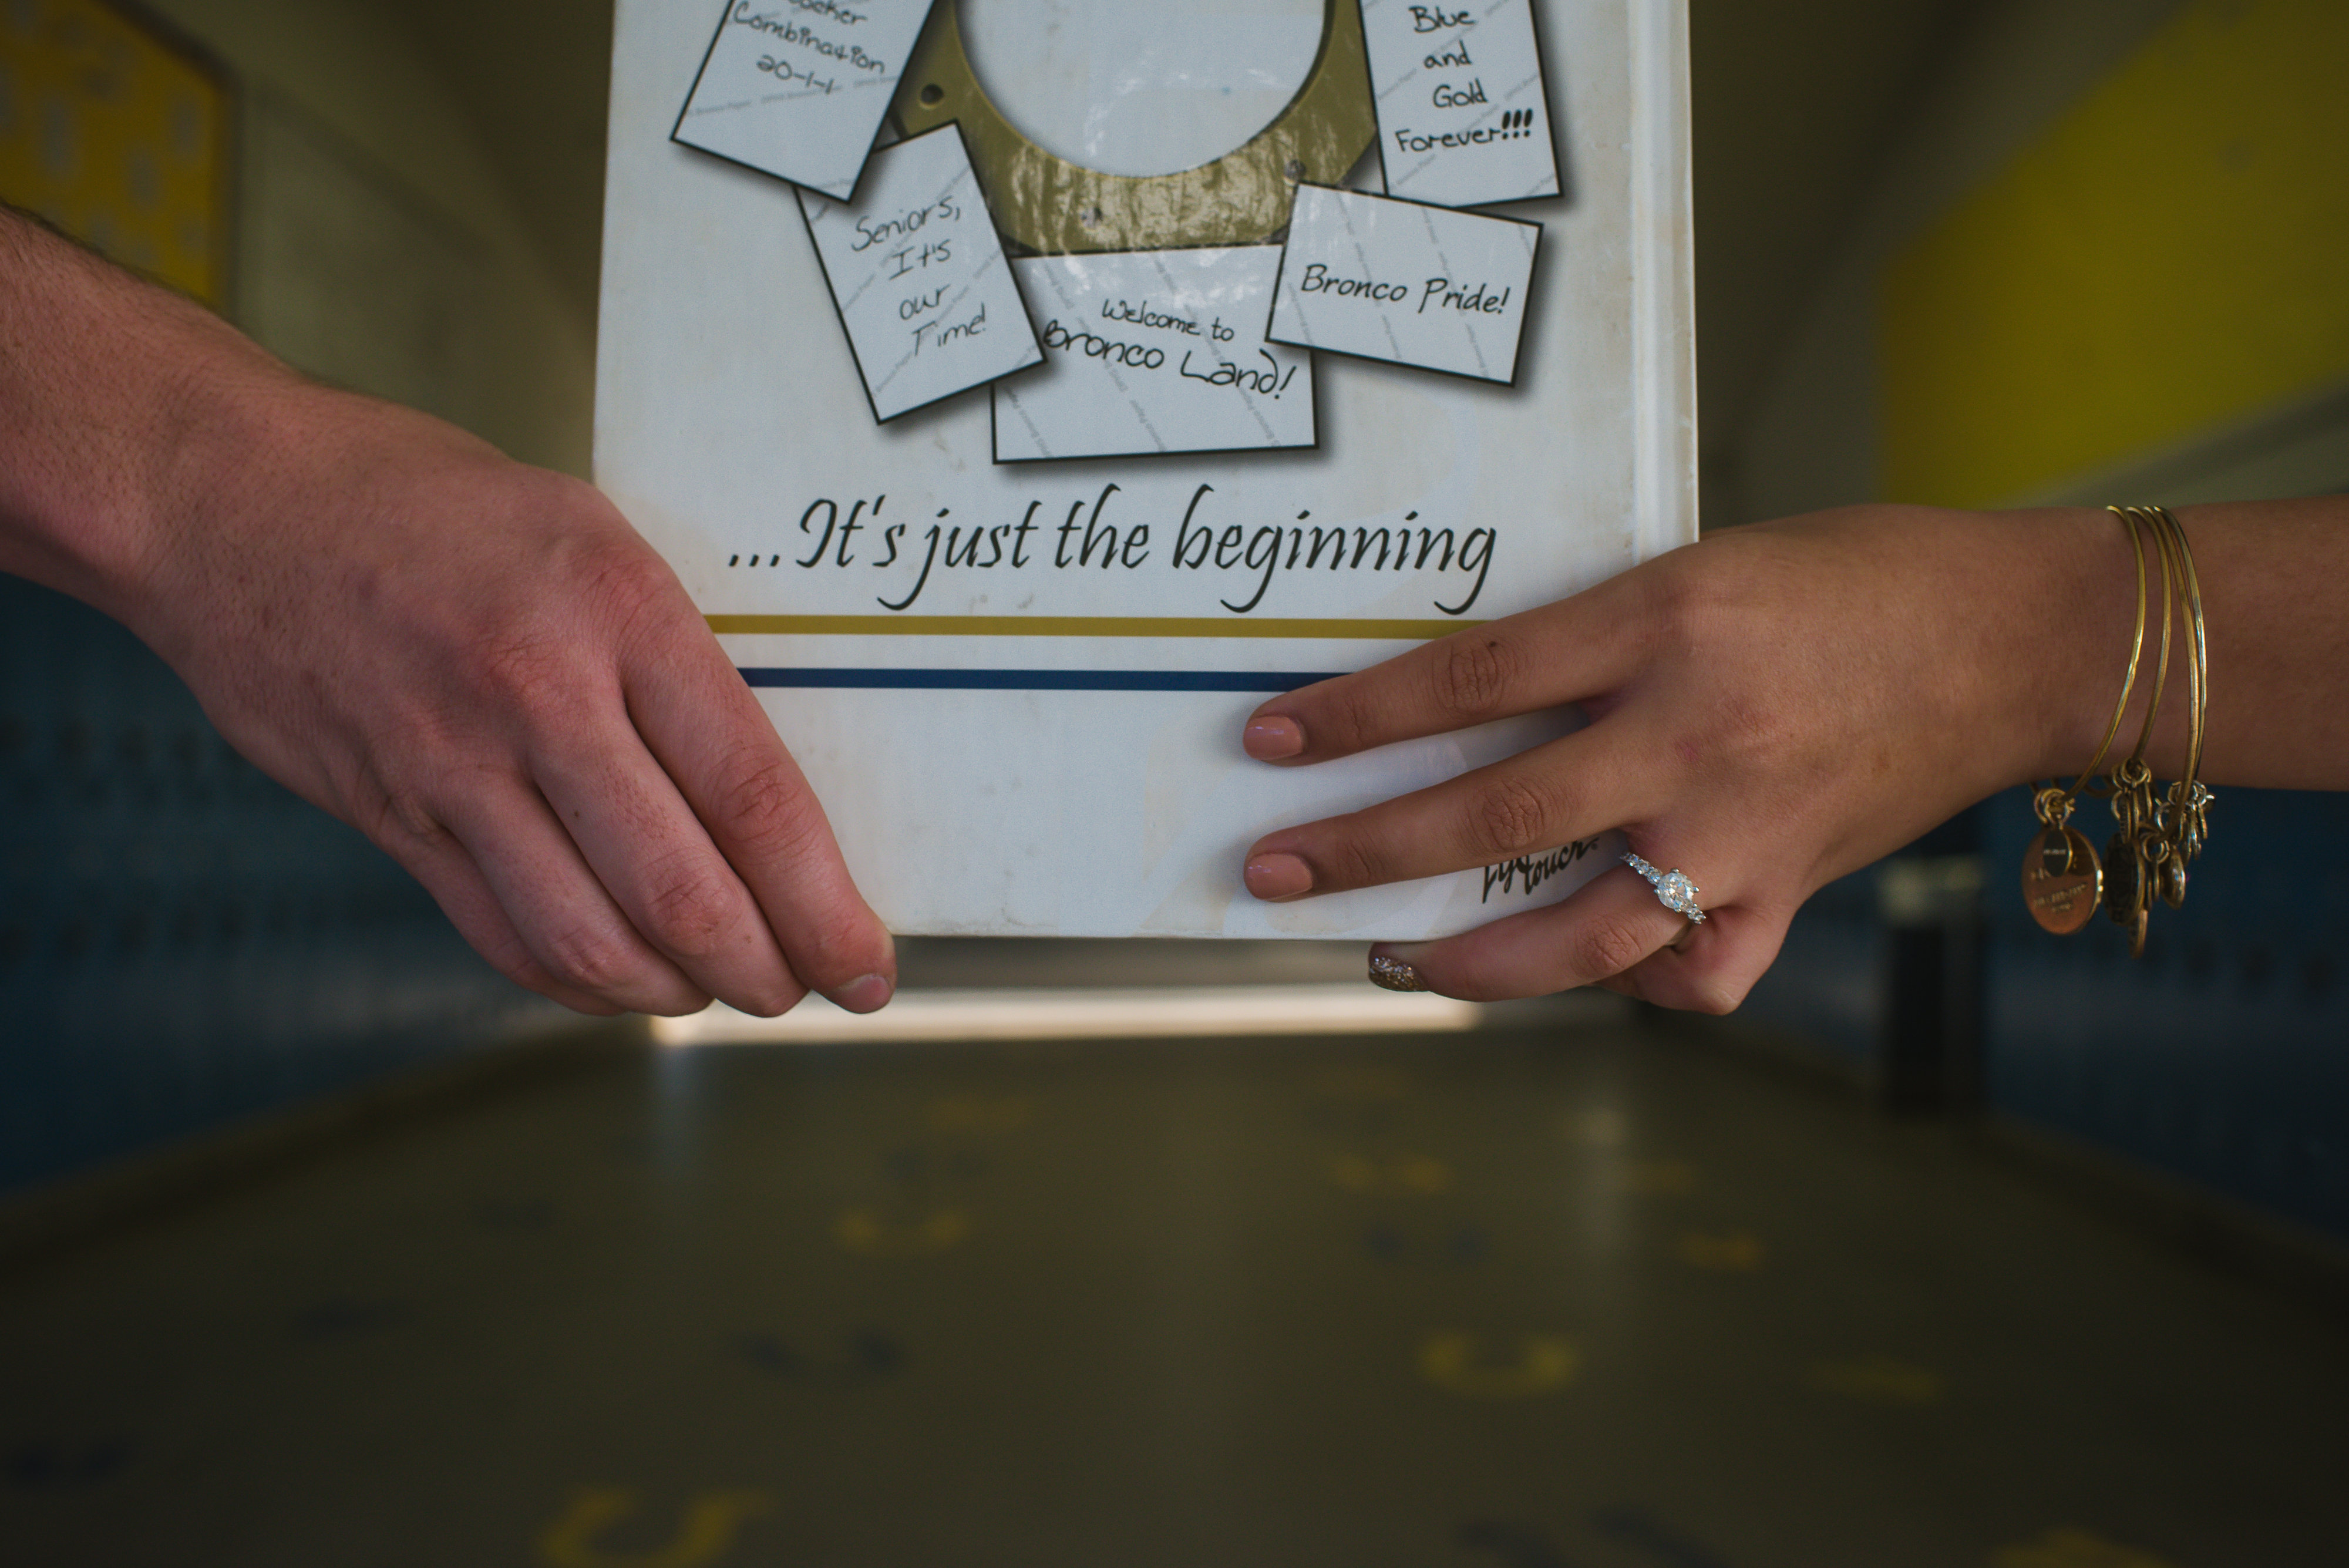 Combination
20-1-1
Blue
and
Gold
Forever!!!
Seniors,
It's
our
Time!
Welcome to
Bronco Land!
Bronco Pride!
...It's just the beginning